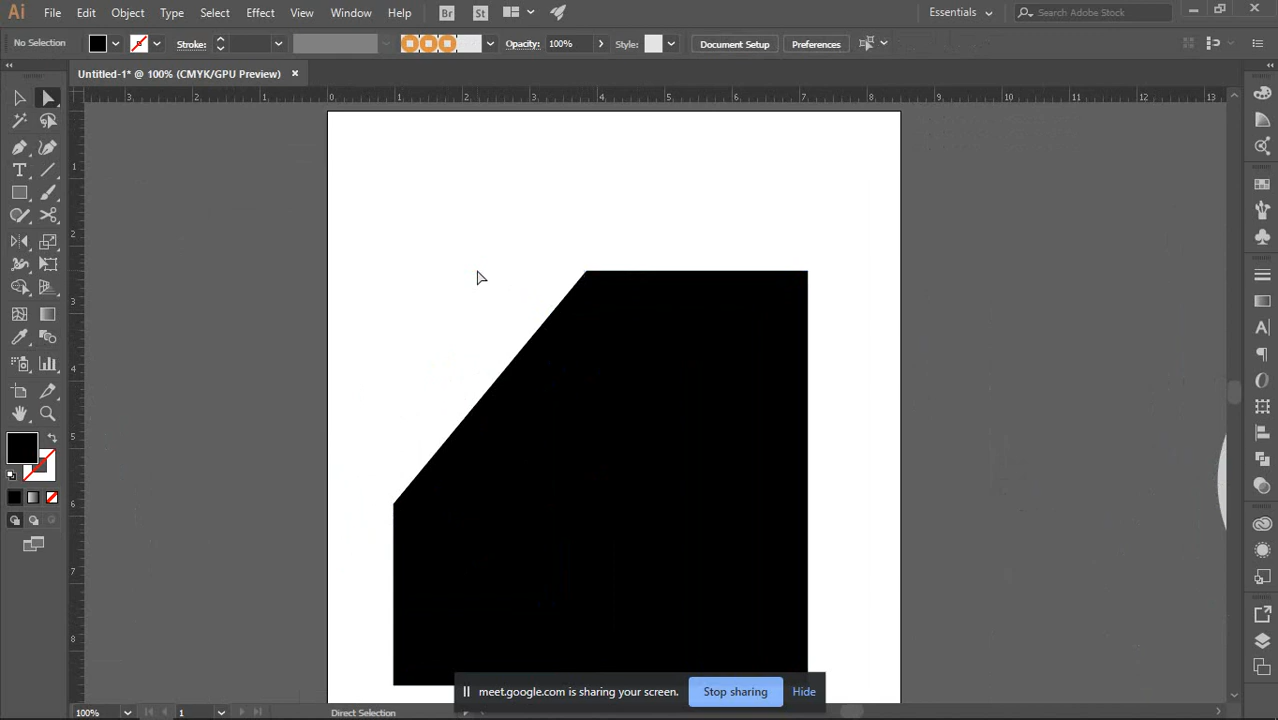 Ai File Edit Object Type Select Effect View Window Help Br St Essentials Search Adobe Stock
No Selection Stroke: Opacity: 100% Style: Document Setup Preferences
Untitled-1* @ 100% (CMYK/GPU Preview)
3 2 1 0 1 2 3 4 5 6 7 8 9 10 11 12 13
1
2
3
4
5
6
7
8
meet.google.com is sharing your screen. Stop sharing Hide
100% 1 Direct Selection